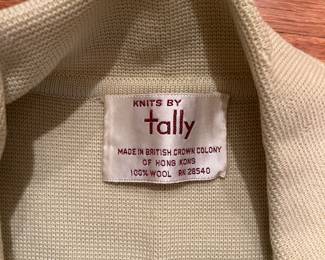 KNITS BY
tally
MADE IN BRITISH CROWN COLONY
OF HONG KONG
100% WOOL RN 28540